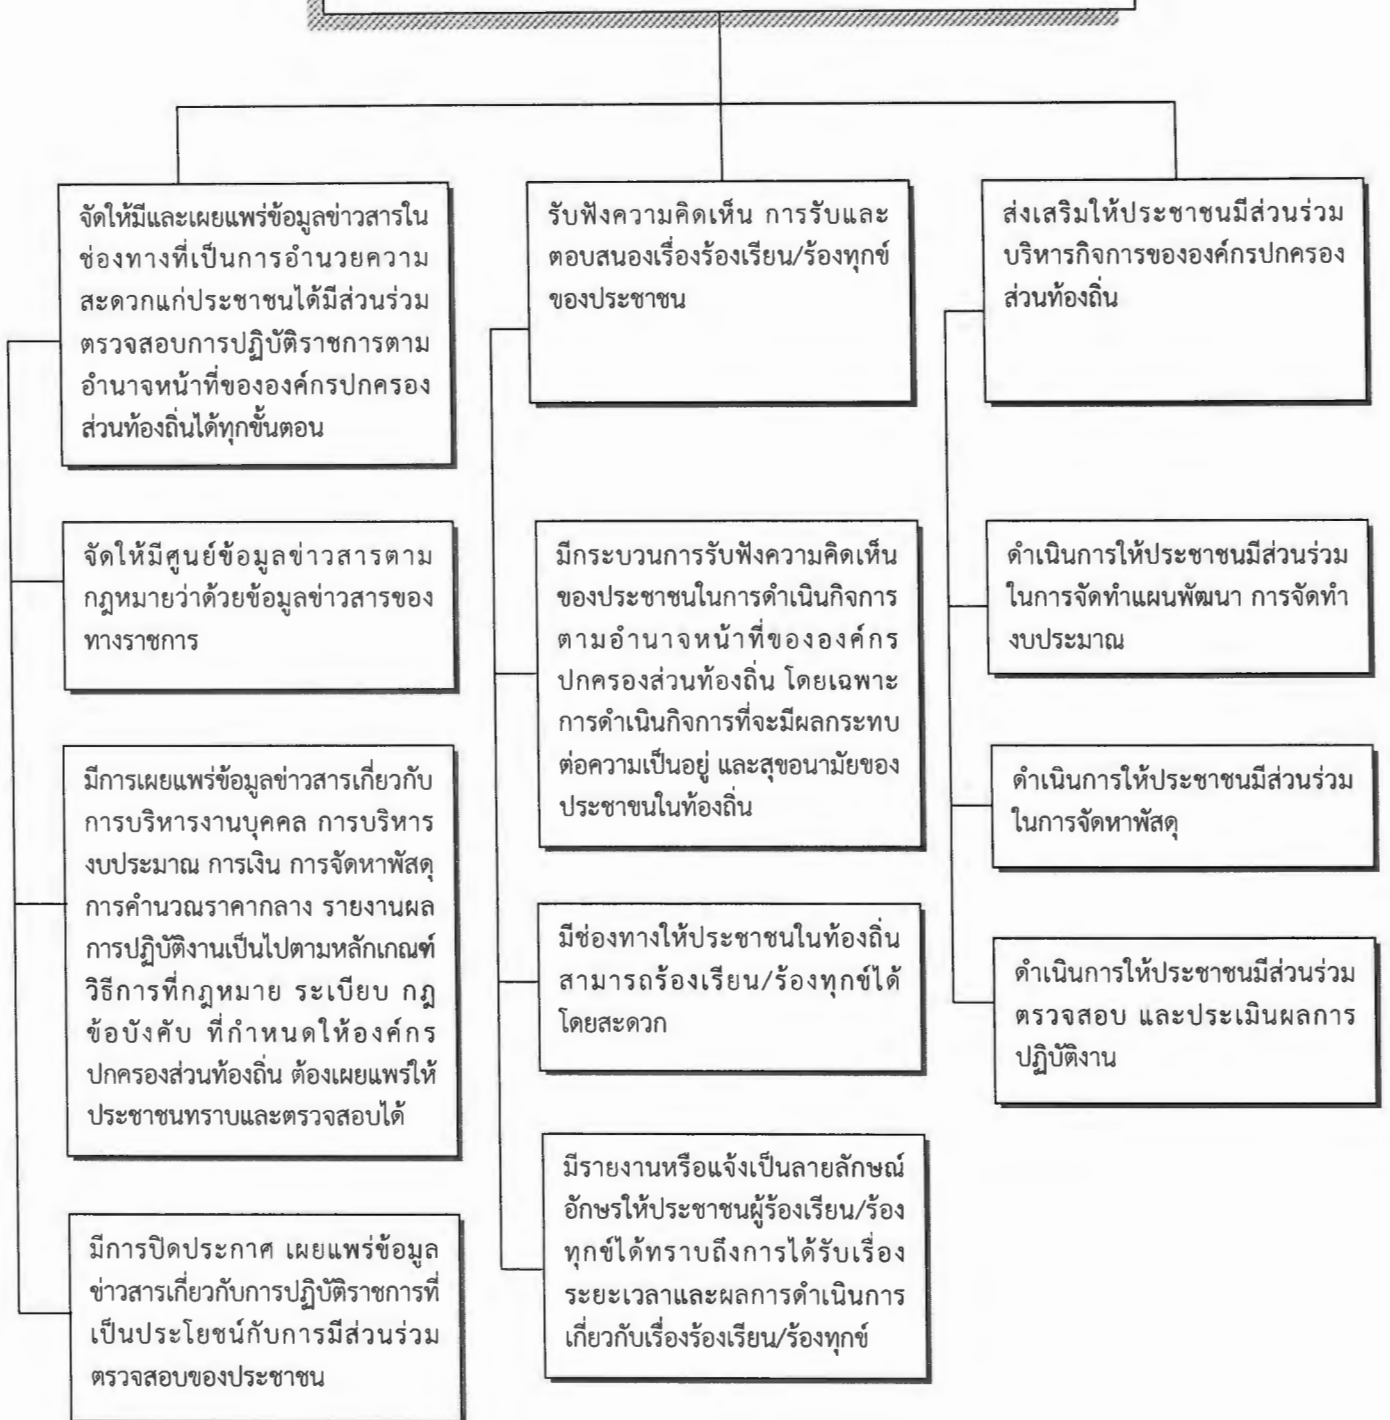 จัดให้มีและเผยแพร่ข้อมูลข่าวสารใน
ช่องทางที่เป็นการอำนวยความ
สะดวกแก่ประชาชนได้มีส่วนร่วม
ตรวจสอบการปฏิบัติราชการตาม
อำนาจหน้าที่ขององค์กรปกครอง
ส่วนท้องถิ่นได้ทุกขั้นตอน
จัดให้มีศูนย์ข้อมูลข่าวสารตาม
กฎหมายว่าด้วยข้อมูลข่าวสารของ
ทางราชการ
มีการเผยแพร่ข้อมูลข่าวสารเกี่ยวกับ
การบริหารงานบุคคล การบริหาร
งบประมาณ การเงิน การจัดหาพัสดุ
การคำนวณราคากลาง รายงานผล
การปฏิบัติงานเป็นไปตามหลักเกณฑ์
วิธีการที่กฎหมาย ระเบียบ กฎ
ข้อบังคับ ที่กำหนดให้องค์กร
ปกครองส่วนท้องถิ่น ต้องเผยแพร่ให้
ประชาชนทราบและตรวจสอบได้
มีการปิดประกาศ เผยแพร่ข้อมูล
ข่าวสารเกี่ยวกับการปฏิบัติราชการที่
เป็นประโยชน์กับการมีส่วนร่วม
ตรวจสอบของประชาชน
รับฟังความคิดเห็น การรับและ
ตอบสนองเรื่องร้องเรียน/ร้องทุกข์
ของประชาชน
มีกระบวนการรับฟังความคิดเห็น
ของประชาชนในการดำเนินกิจการ
ตามอำนาจหน้าที่ขององค์กร
ปกครองส่วนท้องถิ่น โดยเฉพาะ
การดำเนินกิจการที่จะมีผลกระทบ
ต่อความเป็นอยู่ และสุขอนามัยของ
ประชาขนในท้องถิ่น
มีช่องทางให้ประชาชนในท้องถิ่น
สามารถร้องเรียน/ร้องทุกข์ได้
โดยสะดวก
มีรายงานหรือแจ้งเป็นลายลักษณ์
อักษรให้ประชาชนผู้ร้องเรียน/ร้อง
ทุกข์ได้ทราบถึงการได้รับเรื่อง
ระยะเวลาและผลการดำเนินการ
เกี่ยวกับเรื่องร้องเรียน/ร้องทุกข์
ส่งเสริมให้ประชาชนมีส่วนร่วม
บริหารกิจการขององค์กรปกครอง
ส่วนท้องถิ่น
ดำเนินการให้ประชาชนมีส่วนร่วม
ในการจัดทำแผนพัฒนา การจัดทำ
งบประมาณ
ดำเนินการให้ประชาชนมีส่วนร่วม
ในการจัดหาพัสดุ
ดำเนินการให้ประชาชนมีส่วนร่วม
ตรวจสอบ และประเมินผลการ
ปฏิบัติงาน